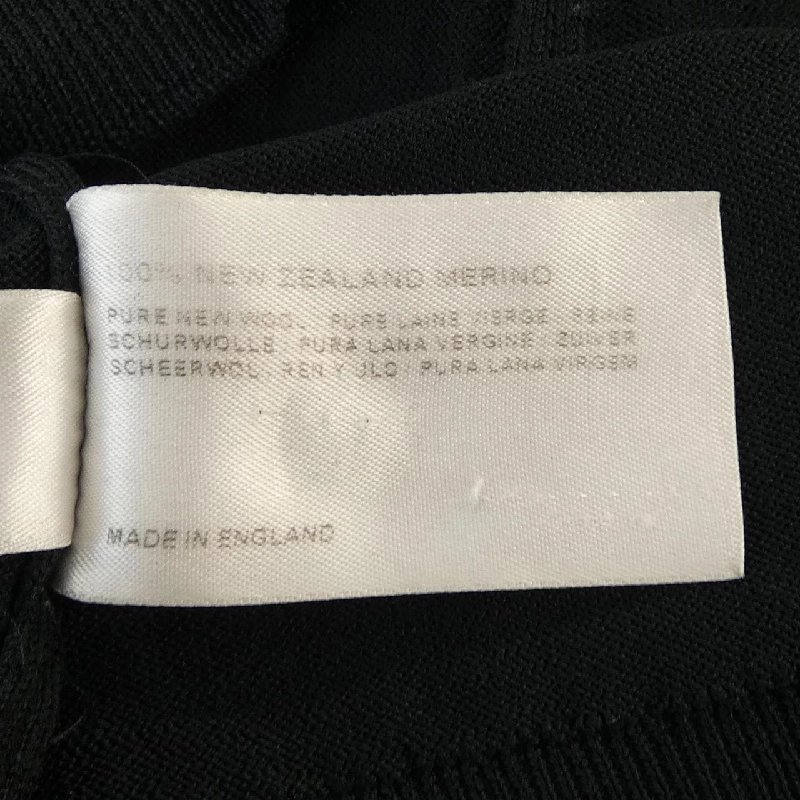 100% NEW ZEALAND MERINO
PURE NEW WOOL PURE LAINE VIERGE REINE
SCHURWOLLE PURA LANA VERGINE ZUIVER
SCHEERWOL REN Y ULD PURA LANA VIRGEM
MADE IN ENGLAND